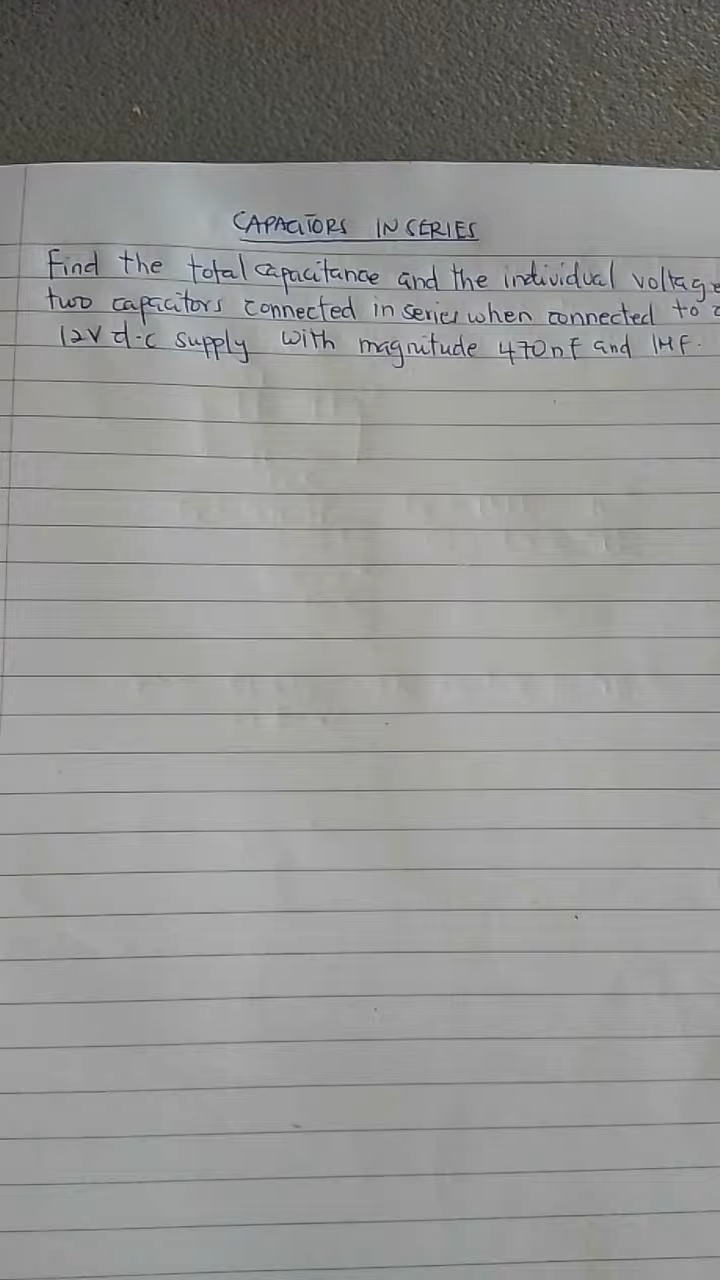 CAPACITORS IN SERIES
Find the total capacitance and the individual voltage
two capacitors connected in series when connected to a
12V d.c supply with magnitude 470nF and 1μF.